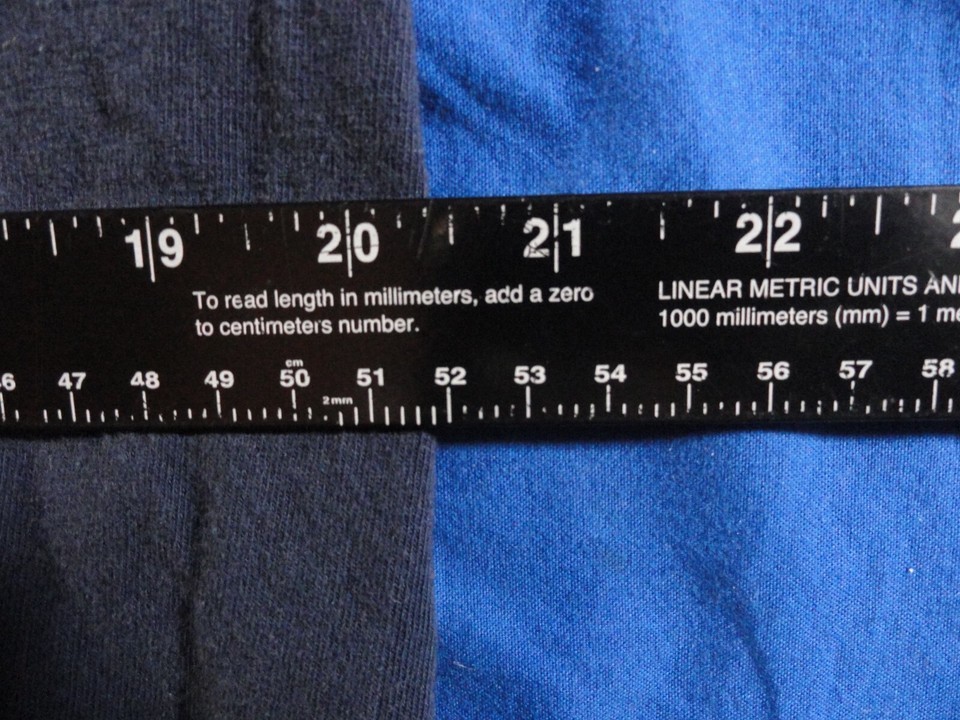 19 20 21 22
To read length in millimeters, add a zero
to centimeters number.
LINEAR METRIC UNITS
1000 millimeters (mm) = 1
cm
47 48 49 50 51 52 53 54 55 56 57 58
2mm